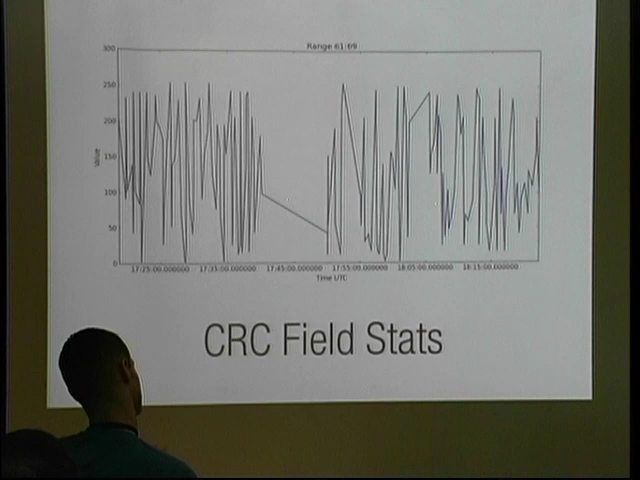 Range 61:69
300
250
200
150
100
50
0
Value
17:25:00.000000 17:35:00.000000 17:45:00.000000 17:55:00.000000 18:05:00.000000 18:15:00.000000
Time UTC
CRC Field Stats